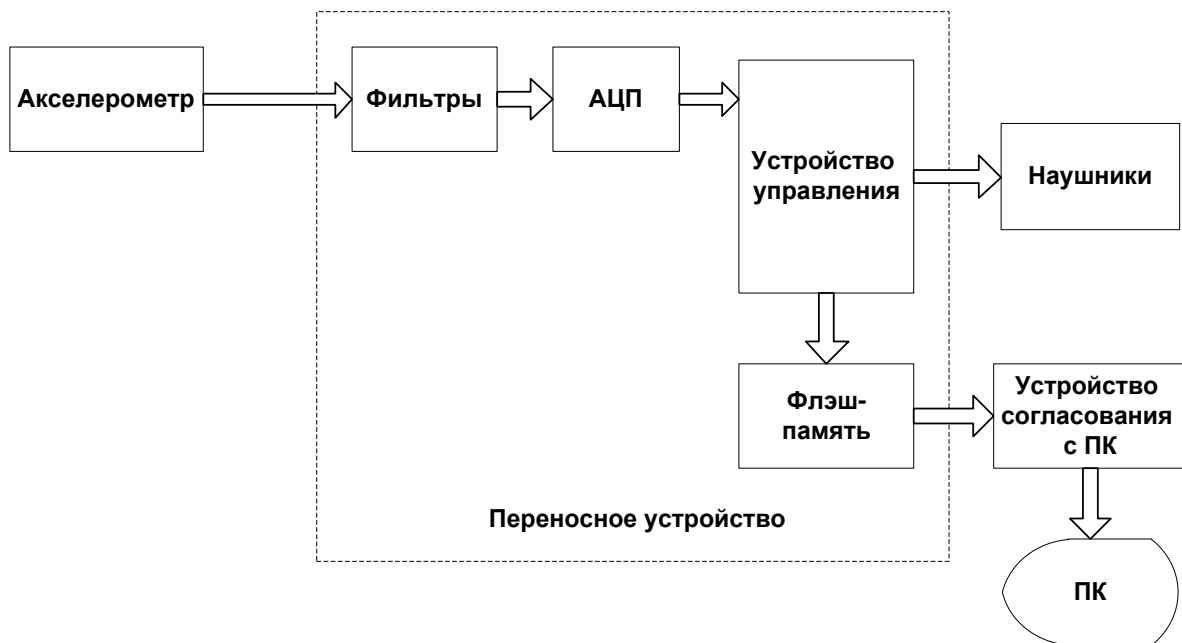 Акселерометр
Фильтры
АЦП
Устройство
управления
Наушники
Флэш-
память
Устройство
согласования
с ПК
Переносное устройство
ПК